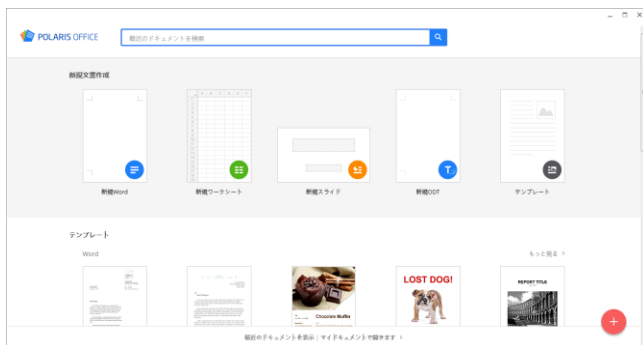 POLARIS OFFICE
最近のドキュメントを検索
新規文書作成
新規Word
新規ワークシート
新規スライド
新規ODT
テンプレート
テンプレート
Word
もっと見る >
Chocolate Muffin
LOST DOG!
REPORT TITLE
最近のドキュメントを表示 | マイドキュメントで開きます >